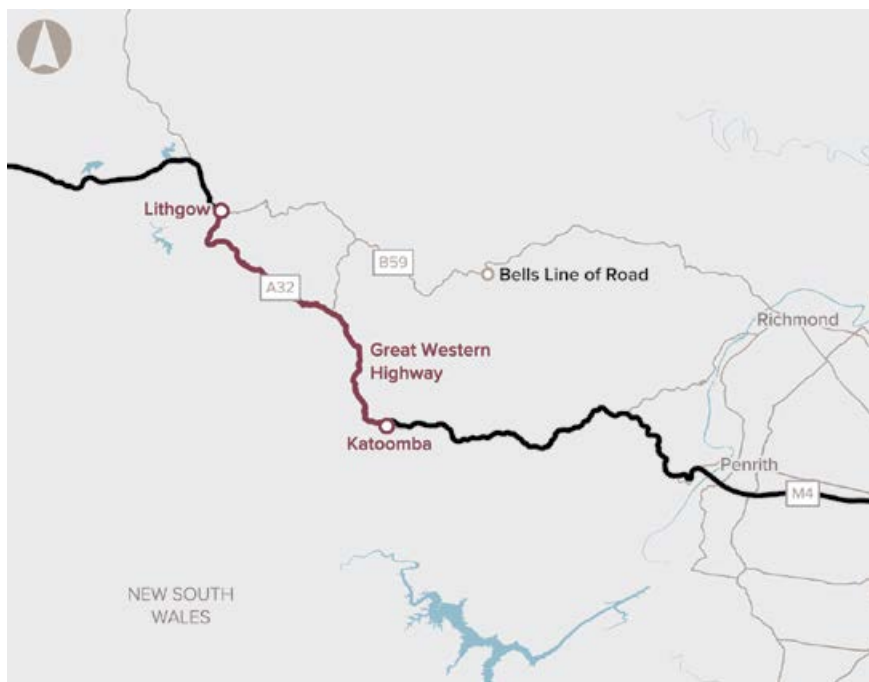 Lithgow
B59
Bells Line of Road
A32
Richmond
Great Western
Highway
Katoomba
Penrith
M4
NEW SOUTH
WALES